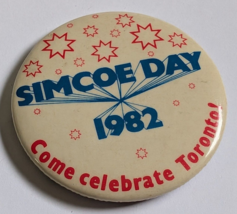 SIMCOE DAY
1982
Come celebrate Toronto!